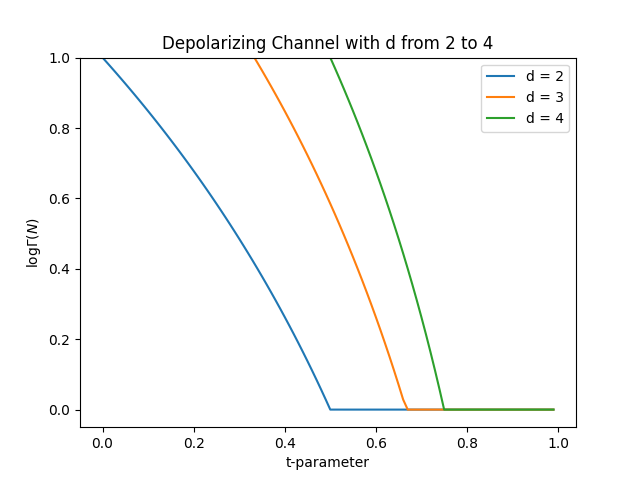 Depolarizing Channel with d from 2 to 4
logΓ(N)
1.0
0.8
0.6
0.4
0.2
0.0
d = 2
d = 3
d = 4
0.0 0.2 0.4 0.6 0.8 1.0
t-parameter